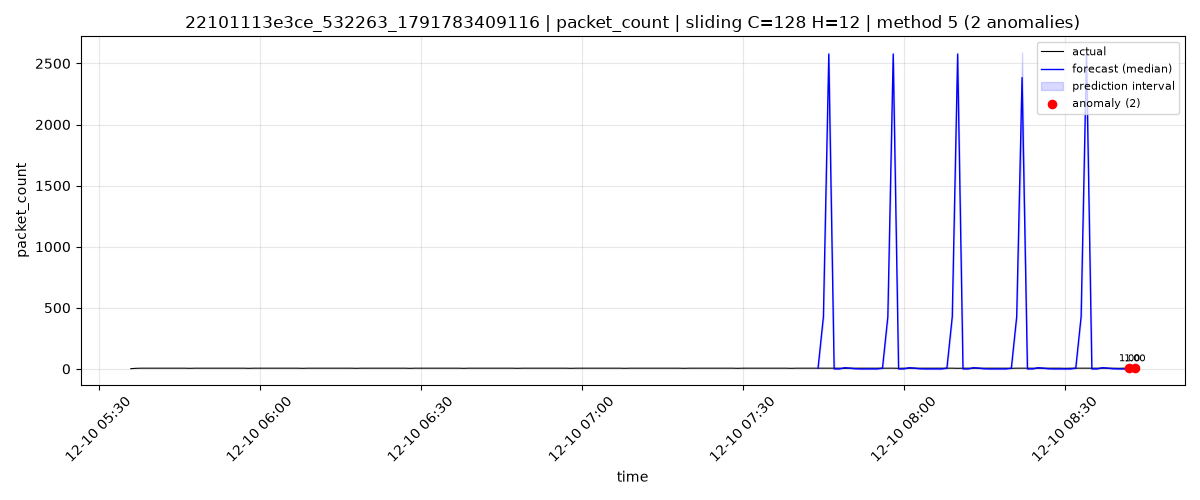 22101113e3ce_532263_1791783409116 | packet_count | sliding C=128 H=12 | method 5 (2 anomalies)
actual
forecast (median)
prediction interval
anomaly (2)
packet_count
2500
2000
1500
1000
500
0
12-10 05:30
12-10 06:00
12-10 06:30
12-10 07:00
12-10 07:30
12-10 08:00
12-10 08:30
time